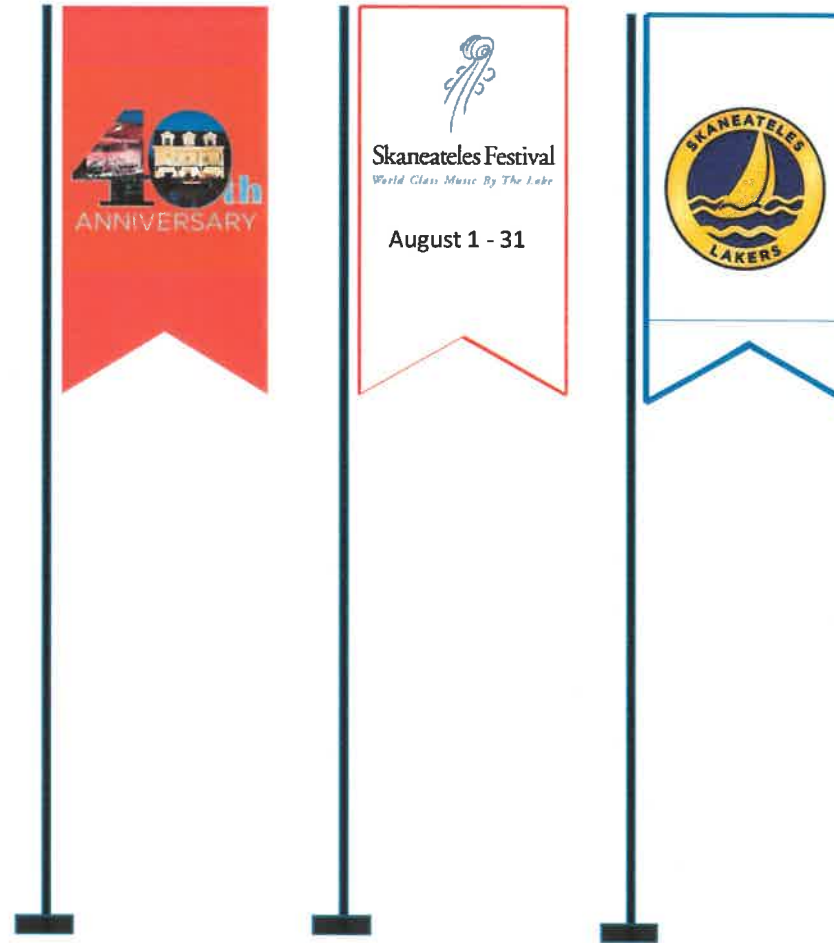 40th
ANNIVERSARY
Skaneateles Festival
World Class Music By The Lake
August 1 - 31
SKANEATELES
LAKERS